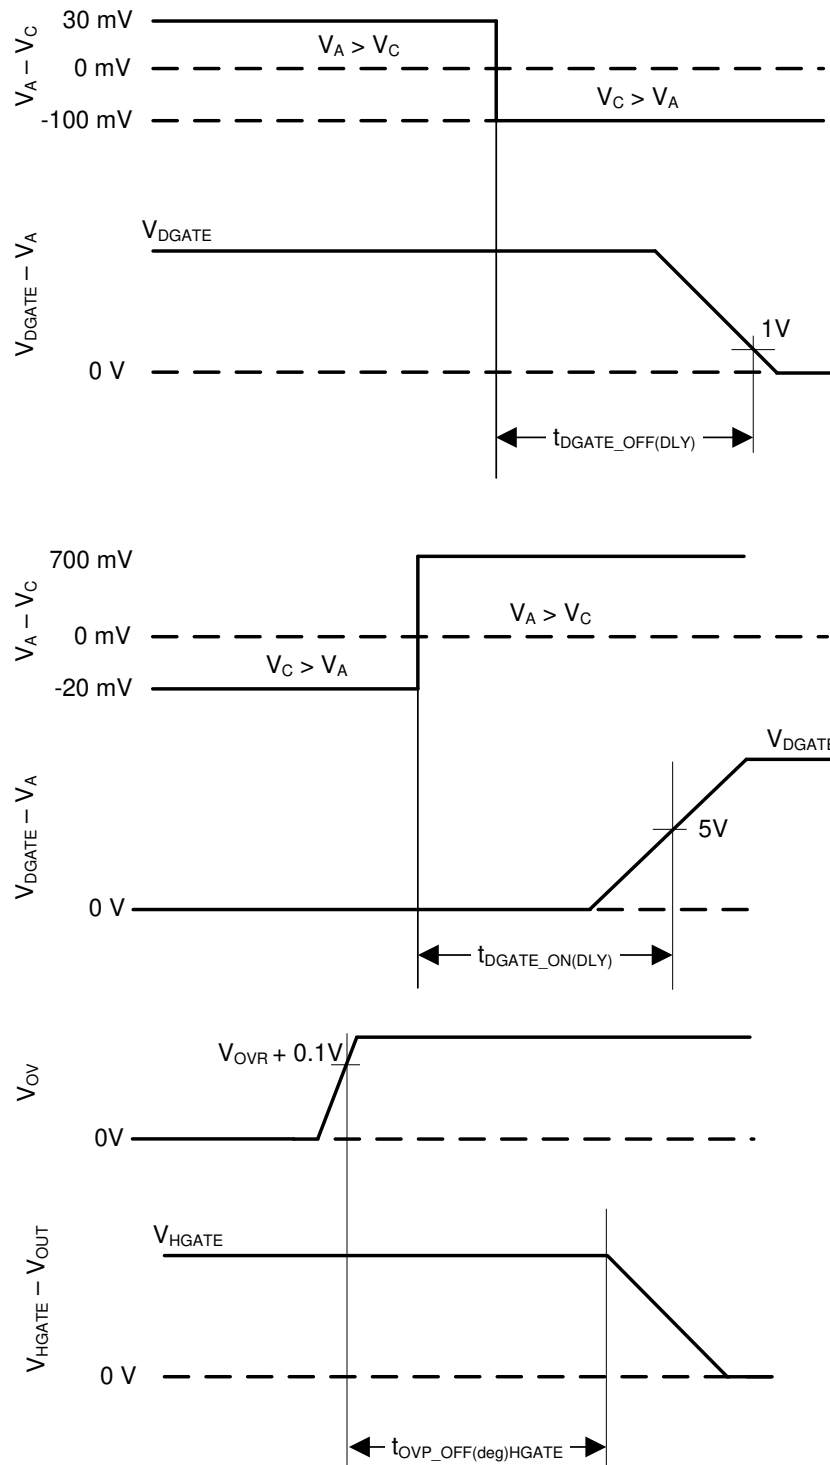 30 mV
V_A – V_C
V_A > V_C
0 mV
V_C > V_A
-100 mV
V_DGATE
V_DGATE – V_A
1V
0 V
t_DGATE_OFF(DLY)
700 mV
V_A – V_C
V_A > V_C
0 mV
V_C > V_A
-20 mV
V_DGATE
V_DGATE – V_A
5V
0 V
t_DGATE_ON(DLY)
V_OVR + 0.1V
V_OV
0V
V_HGATE
V_HGATE – V_OUT
0 V
t_OVP_OFF(deg)HGATE